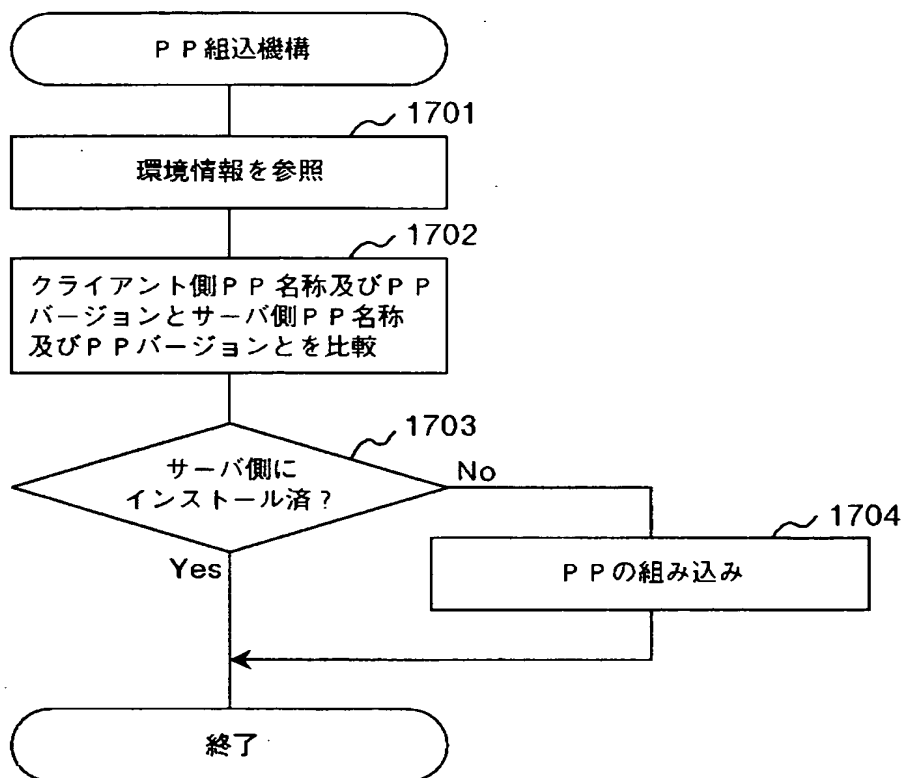 ＰＰ組込機構
1701
環境情報を参照
1702
クライアント側ＰＰ名称及びＰＰ
バージョンとサーバ側ＰＰ名称
及びＰＰバージョンとを比較
1703
サーバ側に
インストール済？
No
Yes
1704
ＰＰの組み込み
終了